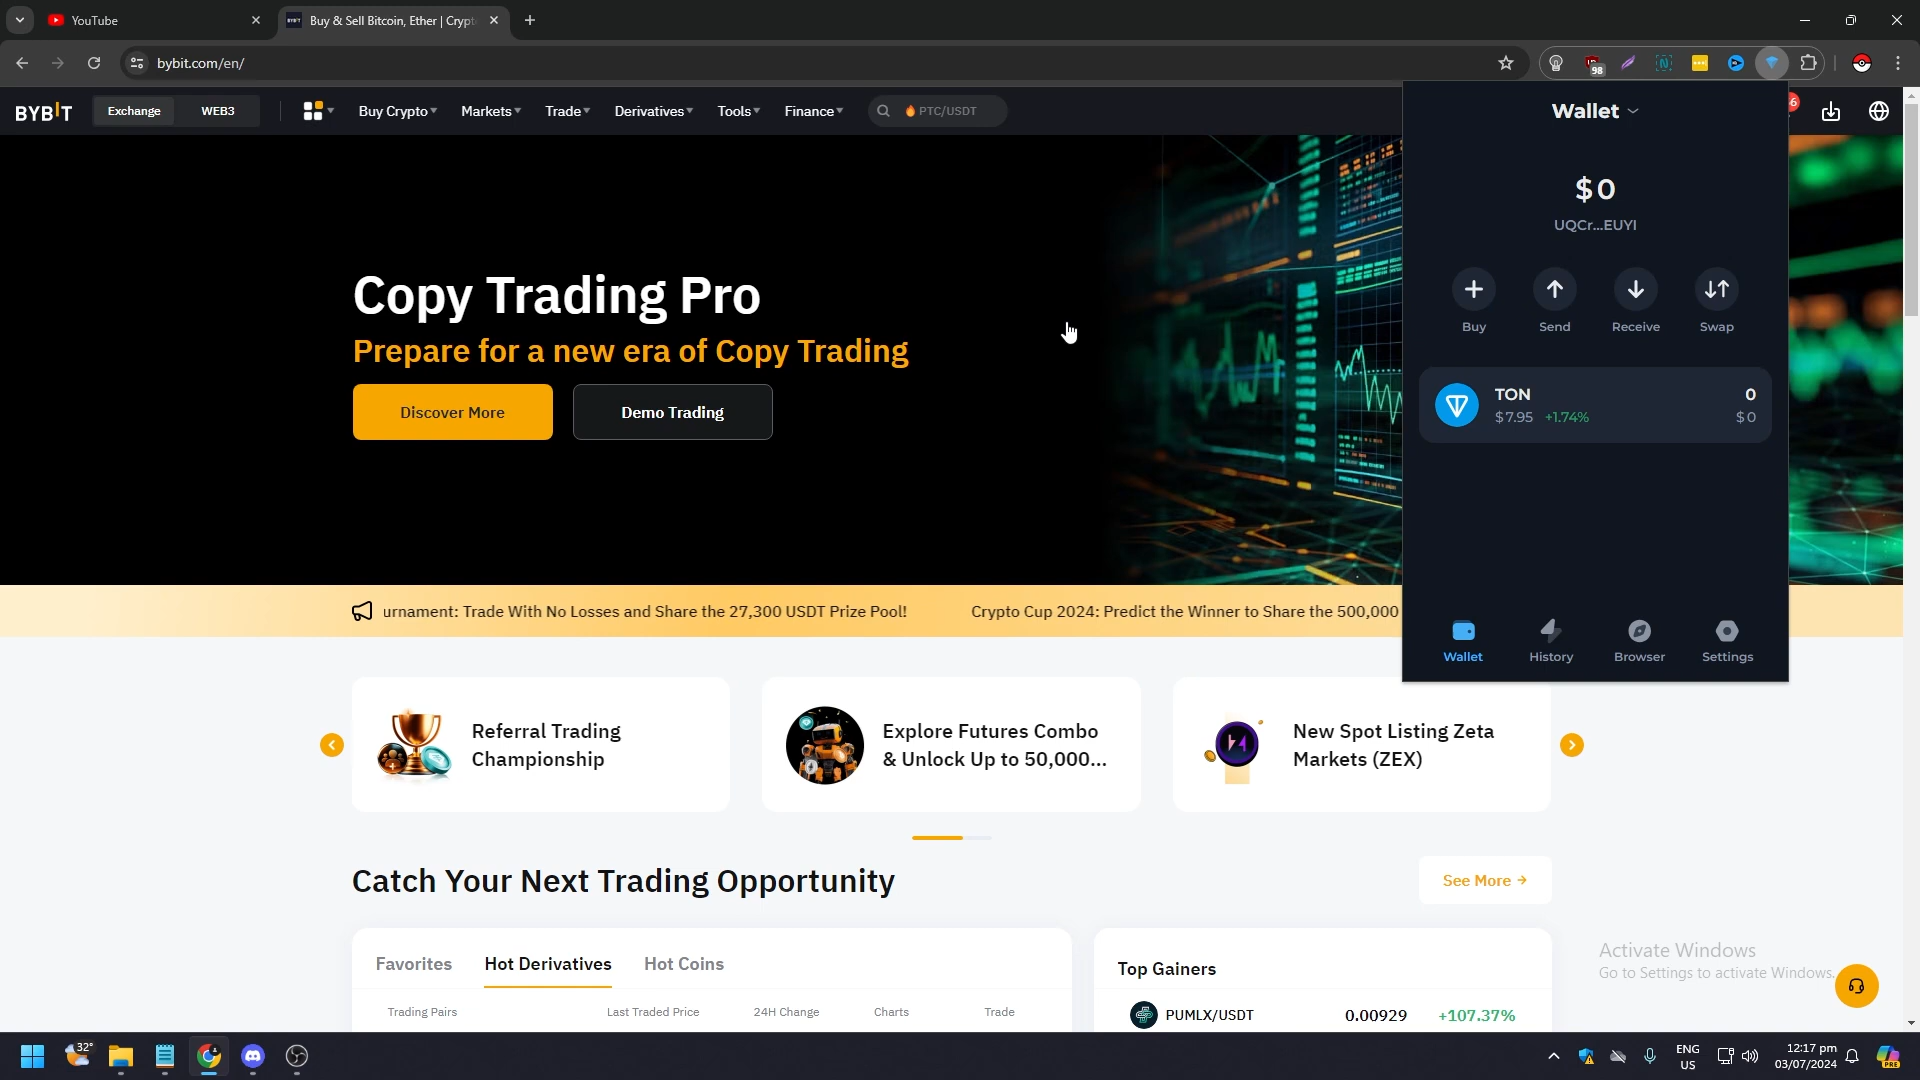 YouTube
Buy & Sell Bitcoin, Ether | Crypt
bybit.com/en/
98
BYBIT
Exchange
WEB3
Buy Crypto
Markets
Trade
Derivatives
Tools
Finance
PTC/USDT
Wallet
$0
UQCr...EUYI
Buy
Send
Receive
Swap
TON
0
$7.95 +1.74%
$0
Wallet
History
Browser
Settings
Copy Trading Pro
Prepare for a new era of Copy Trading
Discover More
Demo Trading
urnament: Trade With No Losses and Share the 27,300 USDT Prize Pool!
Crypto Cup 2024: Predict the Winner to Share the 500,000
Referral Trading
Championship
Explore Futures Combo
& Unlock Up to 50,000...
New Spot Listing Zeta
Markets (ZEX)
Catch Your Next Trading Opportunity
See More →
Favorites
Hot Derivatives
Hot Coins
Trading Pairs
Last Traded Price
24H Change
Charts
Trade
Top Gainers
PUMLX/USDT
0.00929
+107.37%
Activate Windows
Go to Settings to activate Windows.
32°
ENG
US
12:17 pm
03/07/2024
PRE